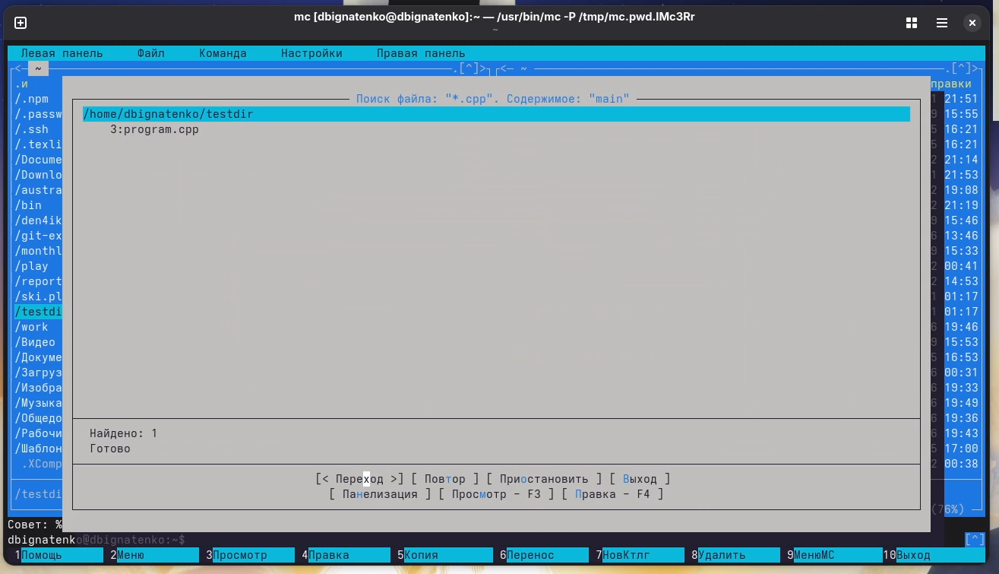 mc [dbignatenko@dbignatenko]:~ — /usr/bin/mc -P /tmp/mc.pwd.lMc3Rr
~
Левая панель Файл Команда Настройки Правая панель
<─ ~ .[^]> <─ ~ .[^]>
.и правки
/.npm 1 21:51
/.passw 9 15:55
/.ssh 5 16:21
/.texli 5 16:21
/Docume 2 21:14
/Downlo 1 21:53
/austra 2 19:08
/bin 2 21:19
/den4ik 9 15:46
/git-ex 6 13:46
/monthl 9 15:33
/play 2 00:41
/report 2 14:53
/ski.pl 1 01:17
/testdi 1 01:17
/work 6 19:46
/Видео 9 15:53
/Докуме 5 16:53
/Загруз 6 00:31
/Изобра 6 19:33
/Музыка 6 19:49
/Общедо 6 19:36
/Рабочи 6 19:43
/Шаблон 5 17:00
.XComp 2 00:38
/testdi (76%)
Поиск файла: "*.cpp". Содержимое: "main"
/home/dbignatenko/testdir
3:program.cpp
Найдено: 1
Готово
[< Переход >] [ Повтор ] [ Приостановить ] [ Выход ]
[ Панелизация ] [ Просмотр - F3 ] [ Правка - F4 ]
Совет: %
dbignatenko@dbignatenko:~$ [^]
1Помощь 2Меню 3Просмотр 4Правка 5Копия 6Перенос 7НовКтлг 8Удалить 9МенюМС 10Выход